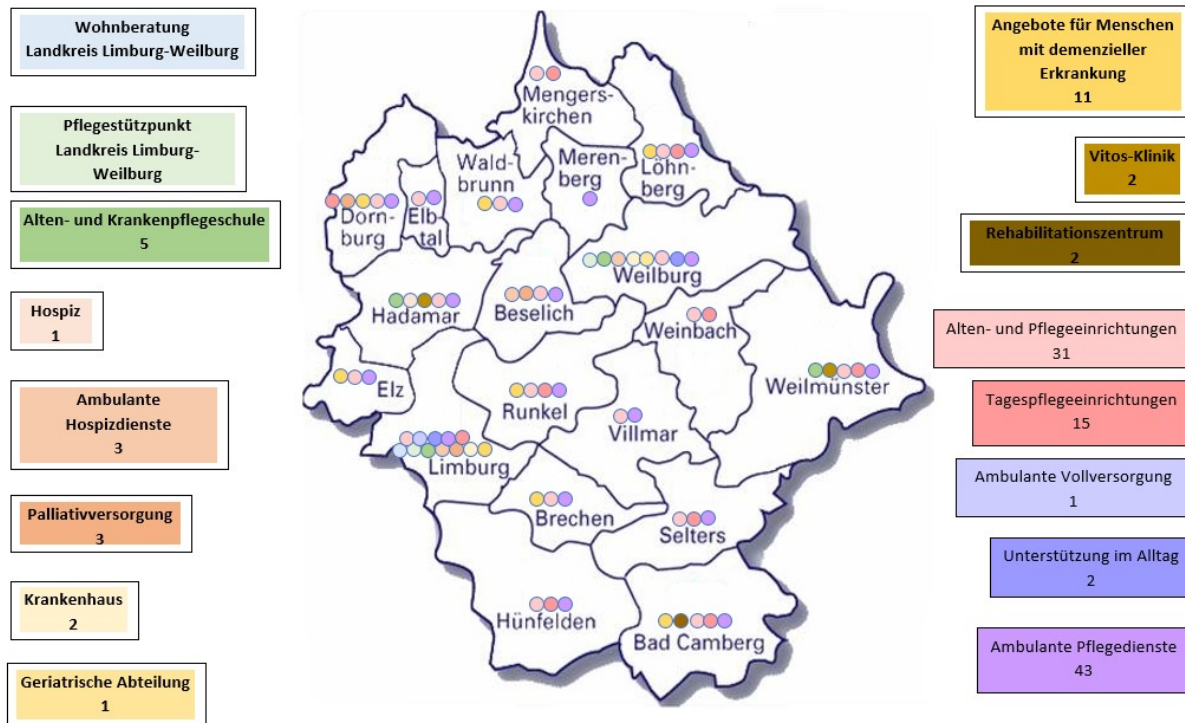 Wohnberatung
Landkreis Limburg-Weilburg
Pflegestützpunkt
Landkreis Limburg-
Weilburg
Alten- und Krankenpflegeschule
5
Hospiz
1
Ambulante
Hospizdienste
3
Palliativversorgung
3
Krankenhaus
2
Geriatrische Abteilung
1
Mengers-
kirchen
Wald-
brunn
Meren-
berg
Löhn-
berg
Dorn-
burg
Elb-
tal
Weilburg
Hadamar
Beselich
Weinbach
Elz
Runkel
Weilmünster
Villmar
Limburg
Brechen
Selters
Hünfelden
Bad Camberg
Angebote für Menschen
mit demenzieller
Erkrankung
11
Vitos-Klinik
2
Rehabilitationszentrum
2
Alten- und Pflegeeinrichtungen
31
Tagespflegeeinrichtungen
15
Ambulante Vollversorgung
1
Unterstützung im Alltag
2
Ambulante Pflegedienste
43